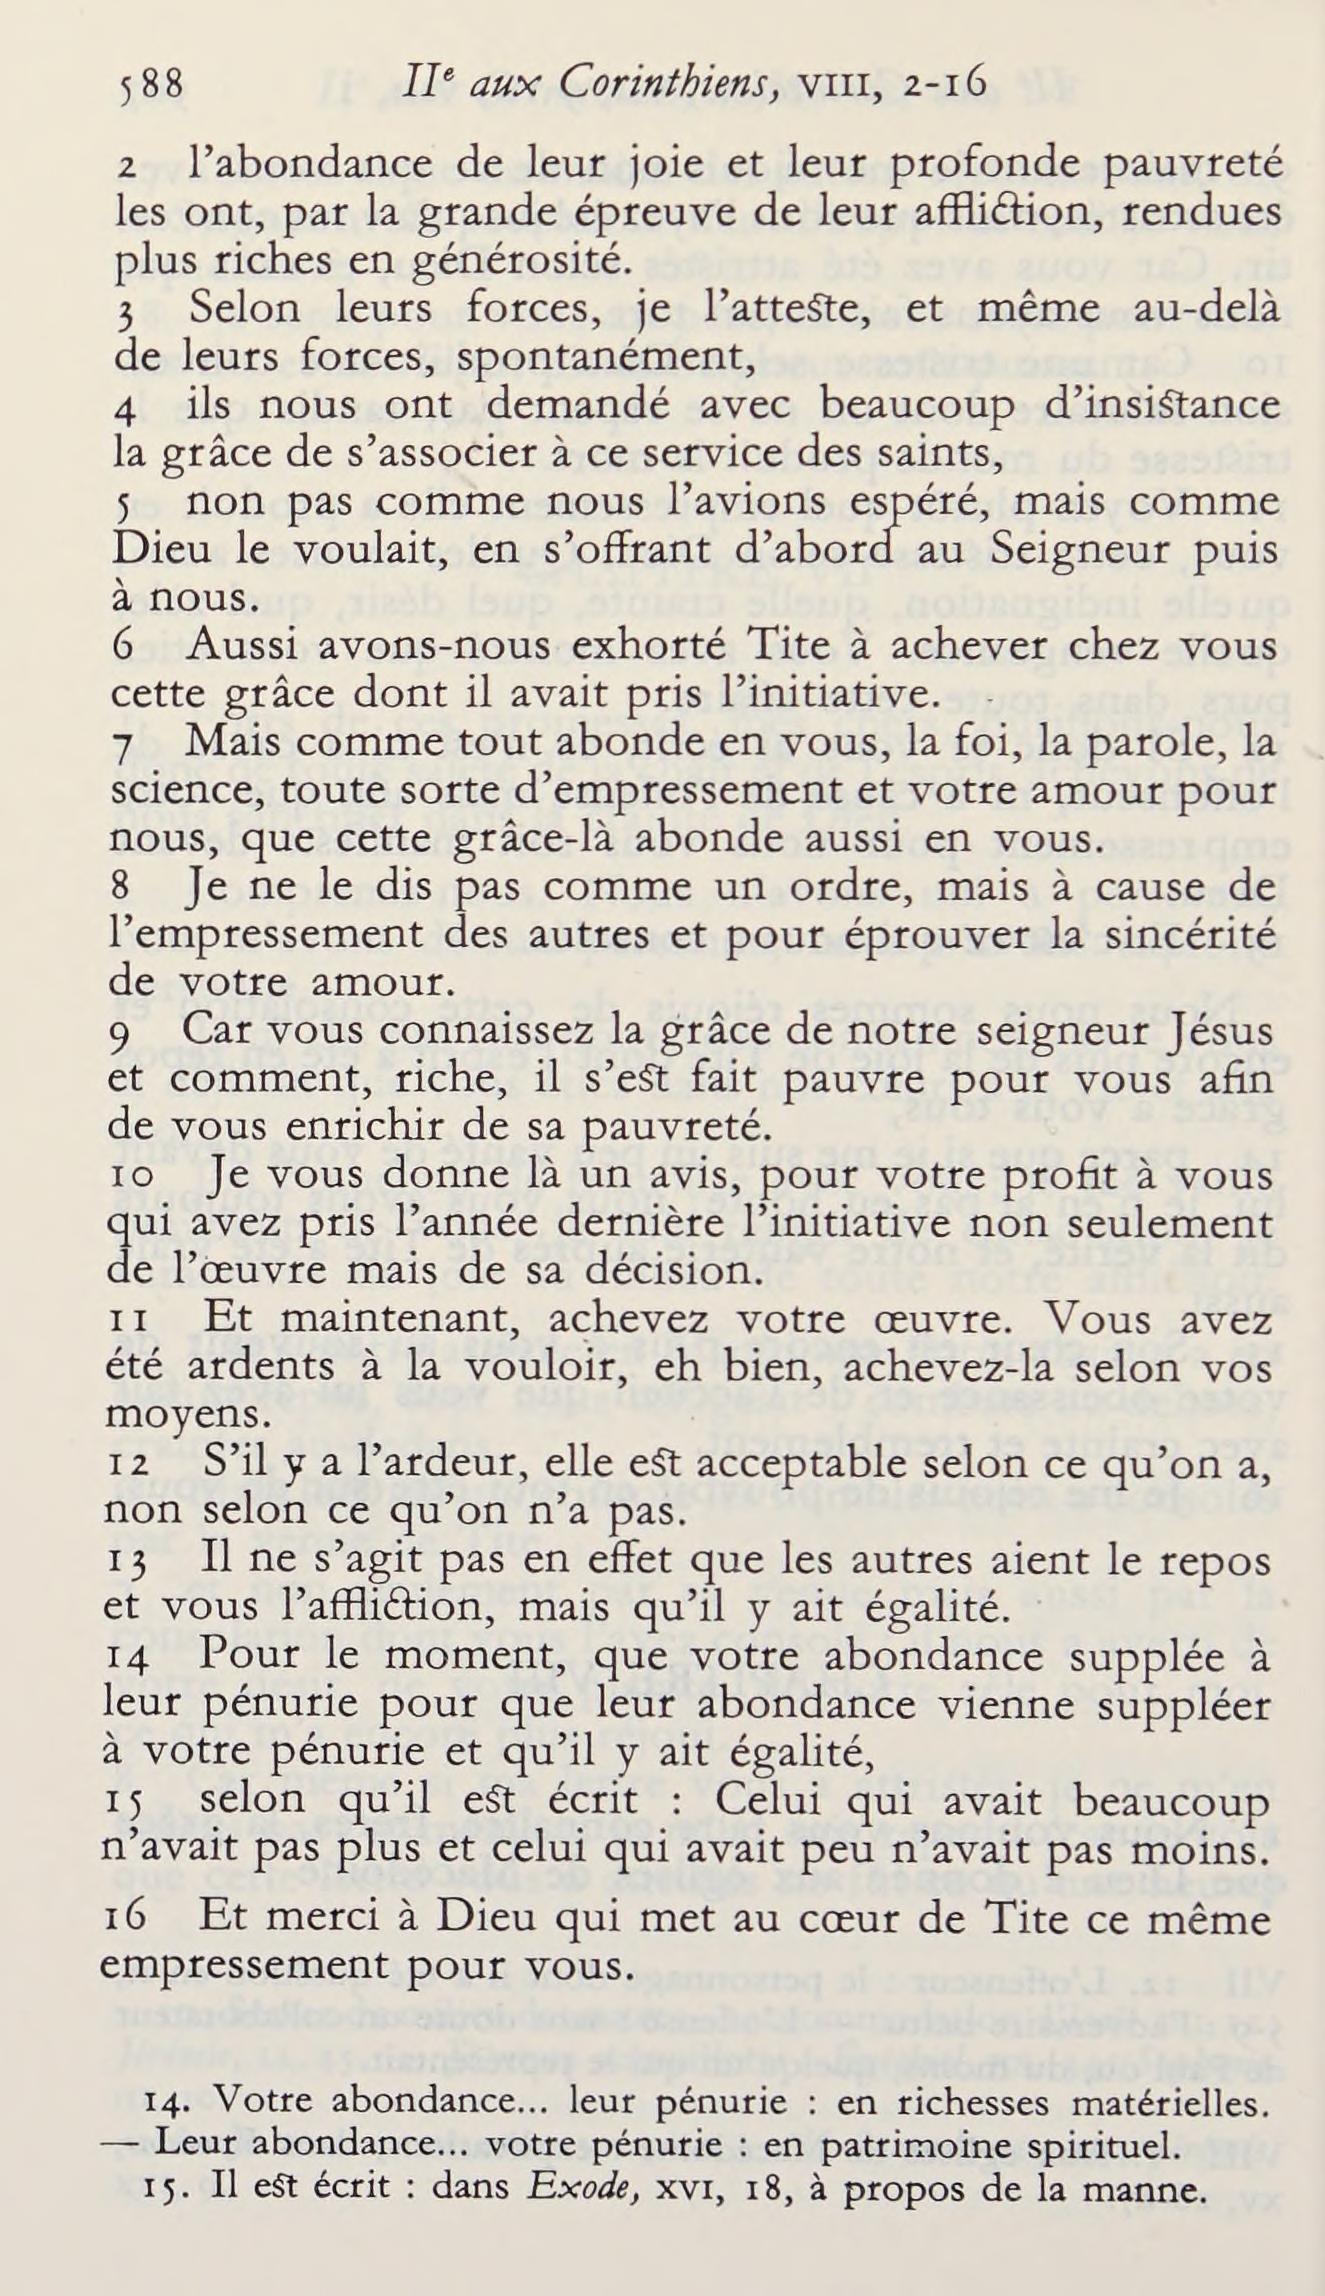 588 IIe aux Corinthiens, VIII, 2-16
2 l’abondance de leur joie et leur profonde pauvreté
les ont, par la grande épreuve de leur affliction, rendues
plus riches en générosité.
3 Selon leurs forces, je l’atteste, et même au-delà
de leurs forces, spontanément,
4 ils nous ont demandé avec beaucoup d’insistance
la grâce de s’associer à ce service des saints,
5 non pas comme nous l’avions espéré, mais comme
Dieu le voulait, en s’offrant d’abord au Seigneur puis
à nous.
6 Aussi avons-nous exhorté Tite à achever chez vous
cette grâce dont il avait pris l’initiative.
7 Mais comme tout abonde en vous, la foi, la parole, la
science, toute sorte d’empressement et votre amour pour
nous, que cette grâce-là abonde aussi en vous.
8 Je ne le dis pas comme un ordre, mais à cause de
l’empressement des autres et pour éprouver la sincérité
de votre amour.
9 Car vous connaissez la grâce de notre seigneur Jésus
et comment, riche, il s’est fait pauvre pour vous afin
de vous enrichir de sa pauvreté.
10 Je vous donne là un avis, pour votre profit à vous
qui avez pris l’année dernière l’initiative non seulement
de l’œuvre mais de sa décision.
11 Et maintenant, achevez votre œuvre. Vous avez
été ardents à la vouloir, eh bien, achevez-la selon vos
moyens.
12 S’il y a l’ardeur, elle est acceptable selon ce qu’on a,
non selon ce qu’on n’a pas.
13 Il ne s’agit pas en effet que les autres aient le repos
et vous l’affliction, mais qu’il y ait égalité.
14 Pour le moment, que votre abondance supplée à
leur pénurie pour que leur abondance vienne suppléer
à votre pénurie et qu’il y ait égalité,
15 selon qu’il est écrit : Celui qui avait beaucoup
n’avait pas plus et celui qui avait peu n’avait pas moins.
16 Et merci à Dieu qui met au cœur de Tite ce même
empressement pour vous.
14. Votre abondance... leur pénurie : en richesses matérielles.
— Leur abondance... votre pénurie : en patrimoine spirituel.
15. Il est écrit : dans Exode, XVI, 18, à propos de la manne.